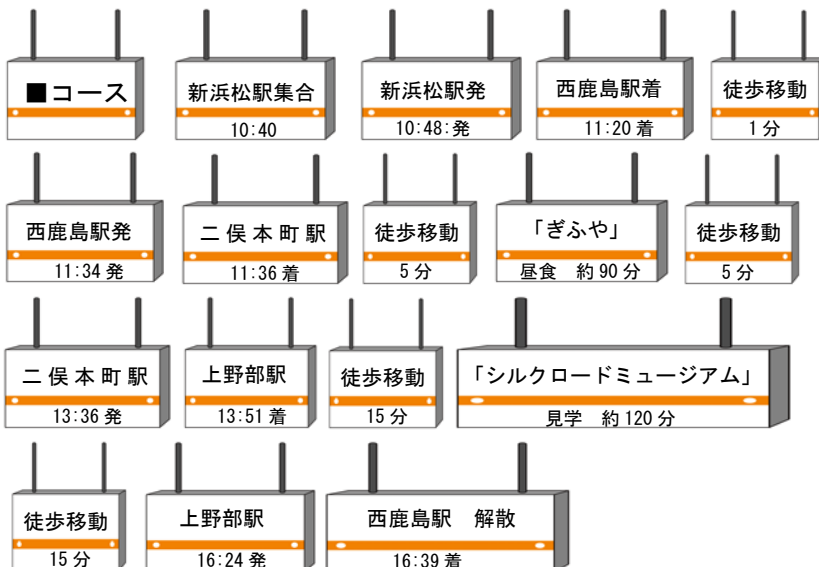 ■コース
新浜松駅集合
10:40
新浜松駅発
10:48:発
西鹿島駅着
11:20 着
徒歩移動
1 分
西鹿島駅発
11:34 発
二俣本町駅
11:36 着
徒歩移動
5 分
「ぎふや」
昼食 約 90 分
徒歩移動
5 分
二俣本町駅
13:36 発
上野部駅
13:51 着
徒歩移動
15 分
「シルクロードミュージアム」
見学 約 120 分
徒歩移動
15 分
上野部駅
16:24 発
西鹿島駅 解散
16:39 着